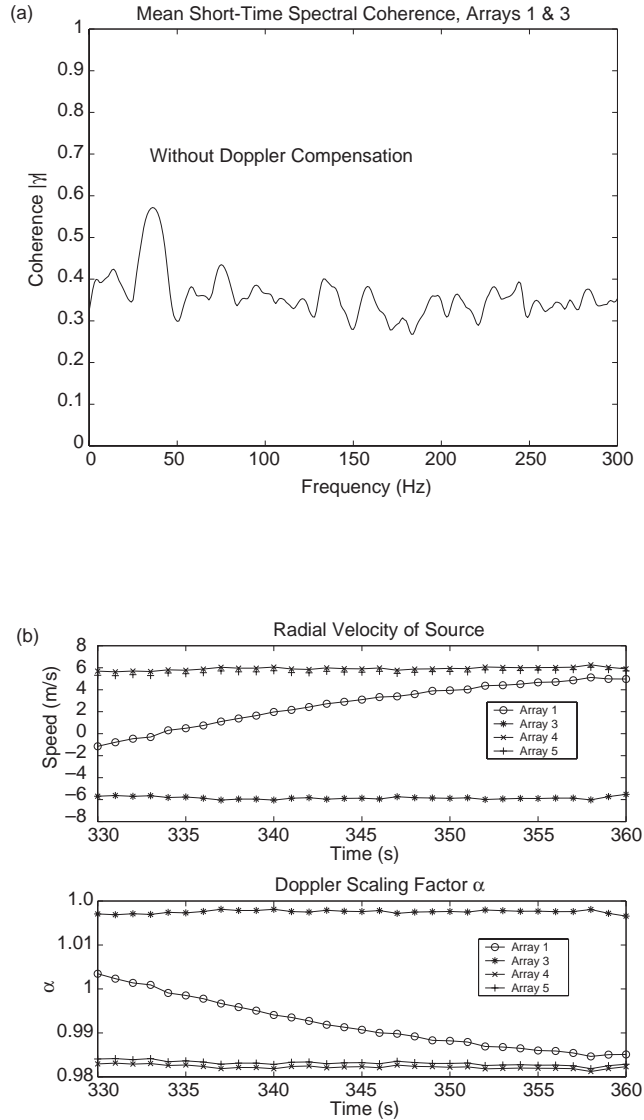 (a)
Mean Short-Time Spectral Coherence, Arrays 1 & 3
1
0.9
0.8
0.7
0.6
0.5
0.4
0.3
0.2
0.1
0
Coherence |γ|
Without Doppler Compensation
0 50 100 150 200 250 300
Frequency (Hz)
(b)
Radial Velocity of Source
8
6
4
2
0
−2
−4
−6
−8
Speed (m/s)
Array 1
Array 3
Array 4
Array 5
330 335 340 345 350 355 360
Time (s)
Doppler Scaling Factor α
1.0
1.01
1
0.99
0.98
α
Array 1
Array 3
Array 4
Array 5
330 335 340 345 350 355 360
Time (s)